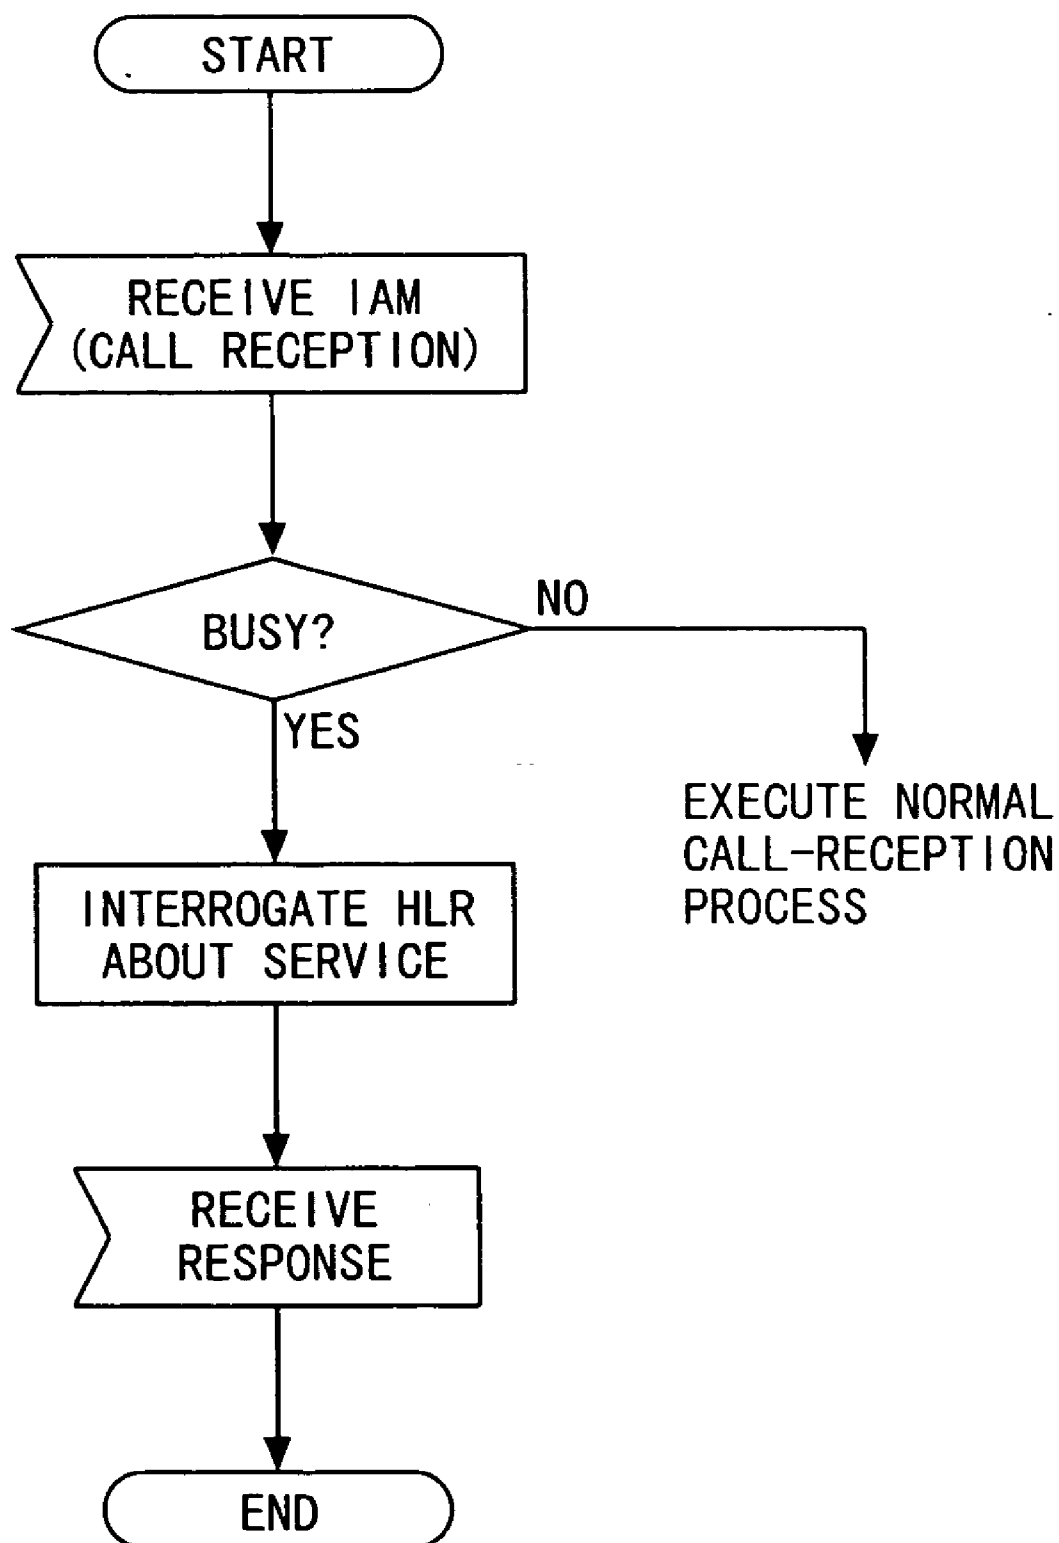 START
RECEIVE IAM
(CALL RECEPTION)
NO
BUSY?
YES
EXECUTE NORMAL
CALL-RECEPTION
PROCESS
INTERROGATE HLR
ABOUT SERVICE
RECEIVE
RESPONSE
END